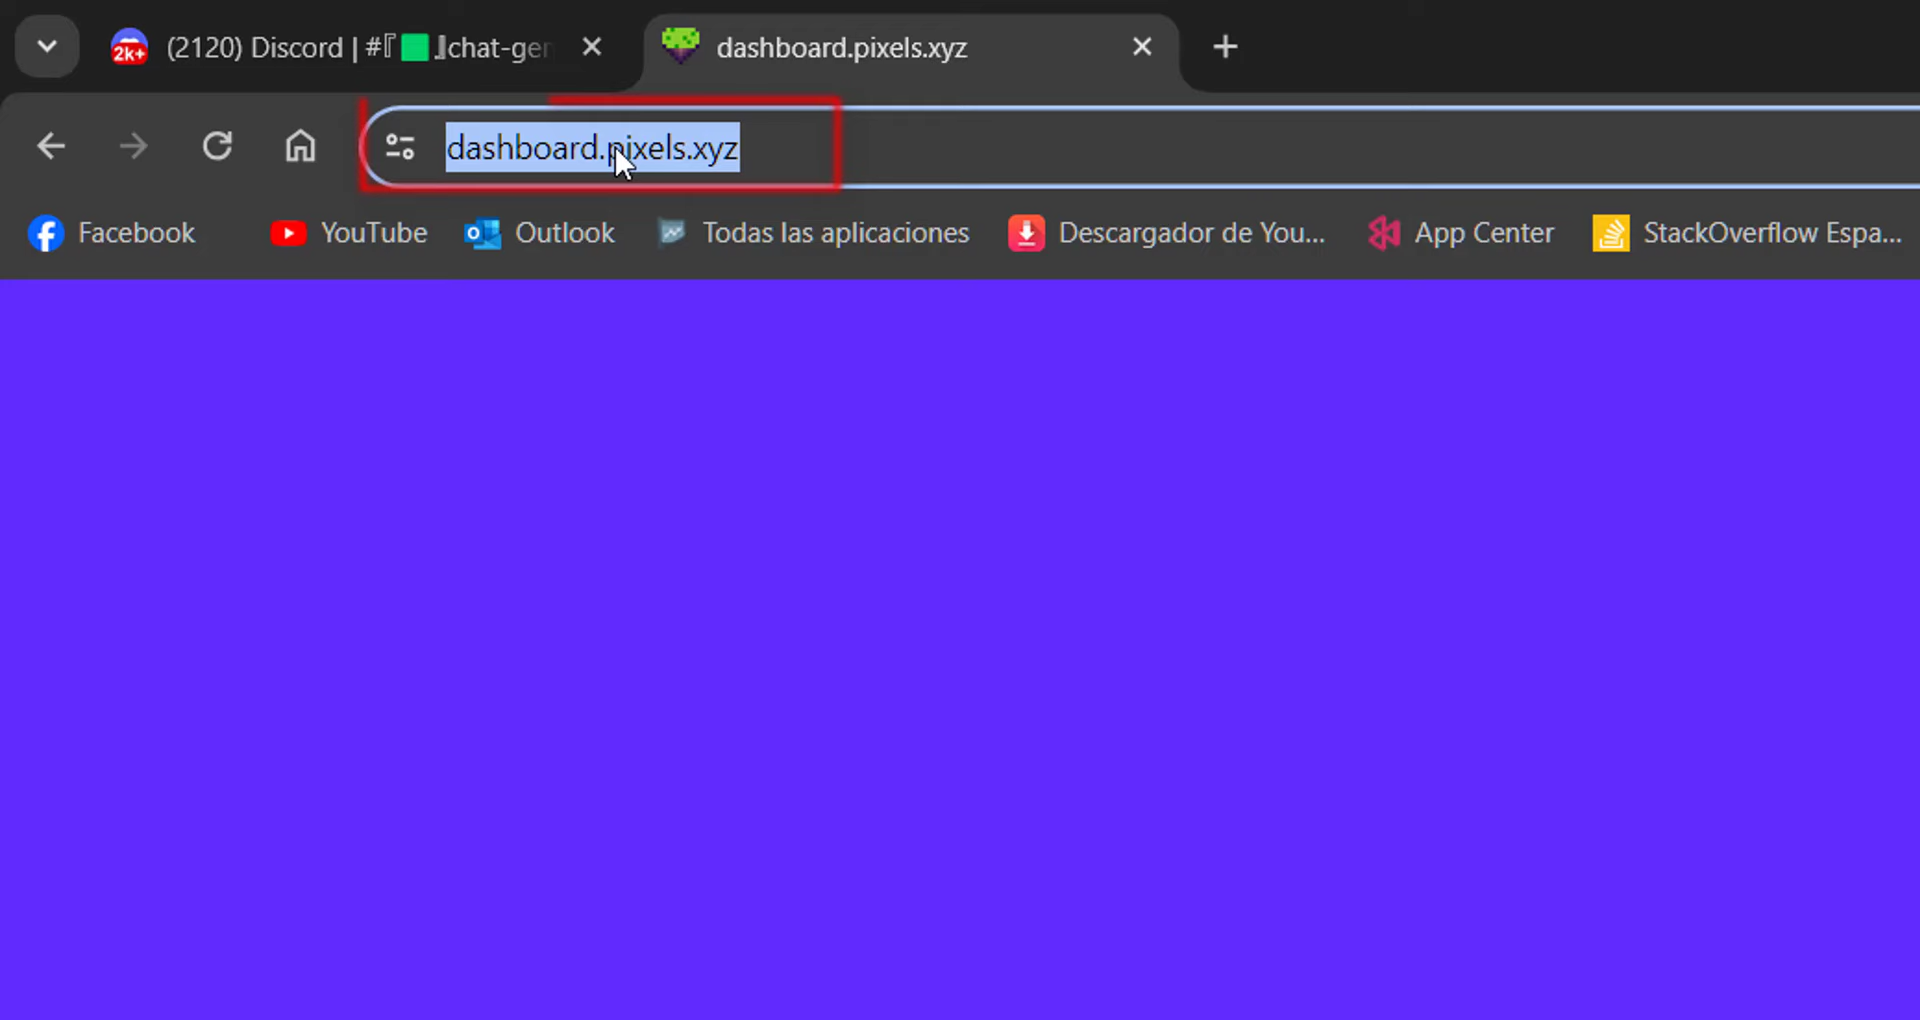 2k+ (2120) Discord | #『🟩』chat-gen
dashboard.pixels.xyz
dashboard.pixels.xyz
Facebook YouTube Outlook Todas las aplicaciones Descargador de You... App Center StackOverflow Espa...